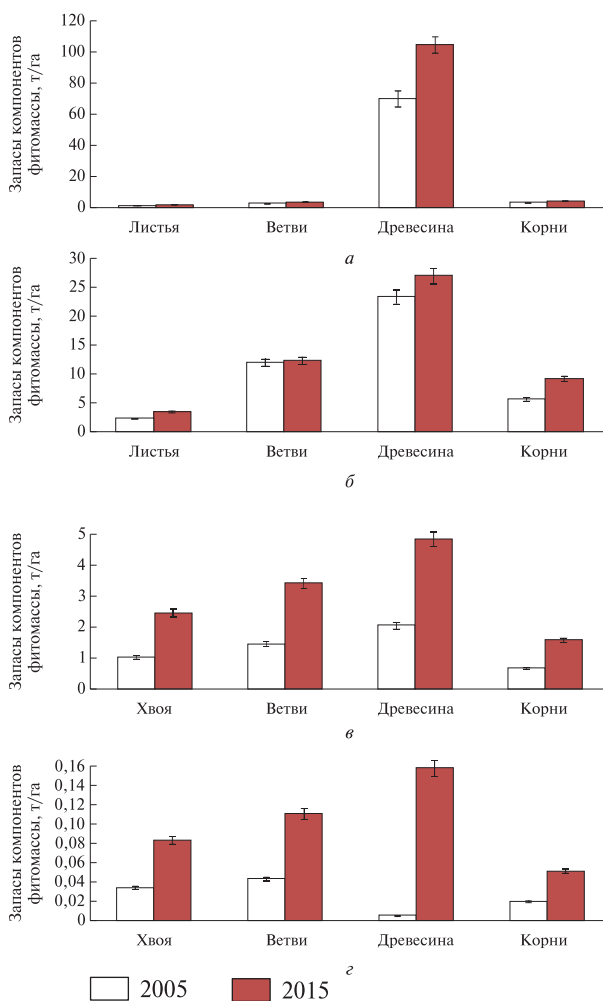 Запасы компонентов
фитомассы, т/га
120
100
80
60
40
20
0
Листья Ветви Древесина Корни
а
Запасы компонентов
фитомассы, т/га
30
25
20
15
10
5
0
Листья Ветви Древесина Корни
б
Запасы компонентов
фитомассы, т/га
5
4
3
2
1
0
Хвоя Ветви Древесина Корни
в
Запасы компонентов
фитомассы, т/га
0,16
0,16
0,12
0,10
0,08
0,06
0,04
0,02
0
Хвоя Ветви Древесина Корни
г
2005 2015